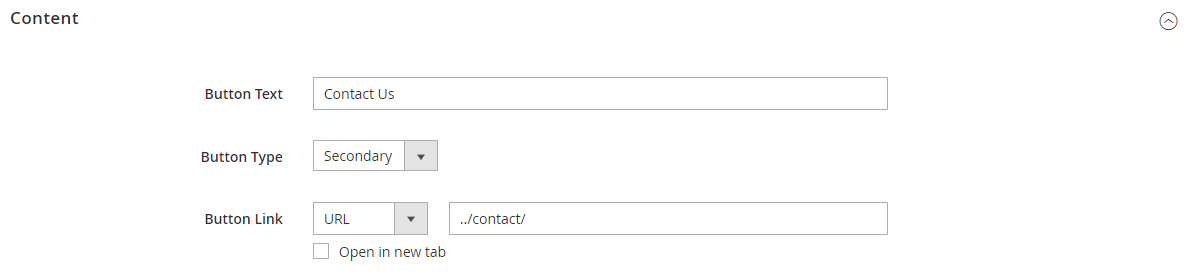 Content
Button Text Contact Us
Button Type Secondary
Button Link URL ../contact/
Open in new tab